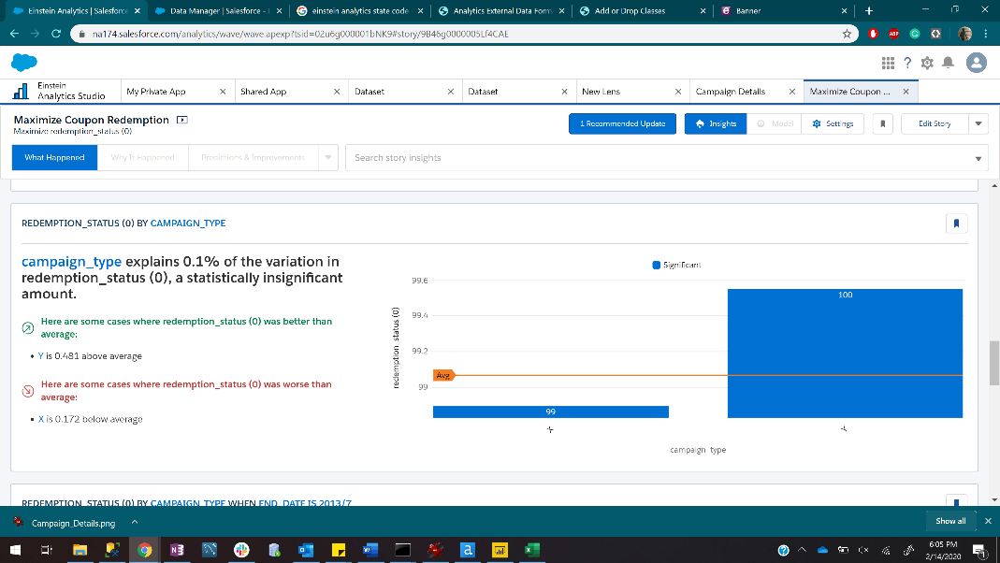 Einstein Analytics | Salesforce
Data Manager | Salesforce - E
einstein analytics state code
Analytics External Data Form
Add or Drop Classes
Banner
na174.salesforce.com/analytics/wave/wave.apexp?tsid=02u6g000001bNK9#story/9B46g0000005Lf4CAE
ABP
Einstein
Analytics Studio
My Private App
Shared App
Dataset
Dataset
New Lens
Campaign Details
Maximize Coupon ...
Maximize Coupon Redemption
Maximize redemption_status (0)
1 Recommended Update
Insights
Model
Settings
Edit Story
What Happened
Why It Happened
Predictions & Improvements
Search story insights
REDEMPTION_STATUS (0) BY CAMPAIGN_TYPE
campaign_type explains 0.1% of the variation in
redemption_status (0), a statistically insignificant
amount.
Here are some cases where redemption_status (0) was better than
average:
• Y is 0.481 above average
Here are some cases where redemption_status (0) was worse than
average:
• X is 0.172 below average
Significant
redemption_status (0)
99.6
99.4
99.2
99
Avg
99
100
campaign_type
REDEMPTION_STATUS (0) BY CAMPAIGN_TYPE WHEN END_DATE IS 2013/7
Campaign_Details.png
Show all
6:05 PM
2/14/2020